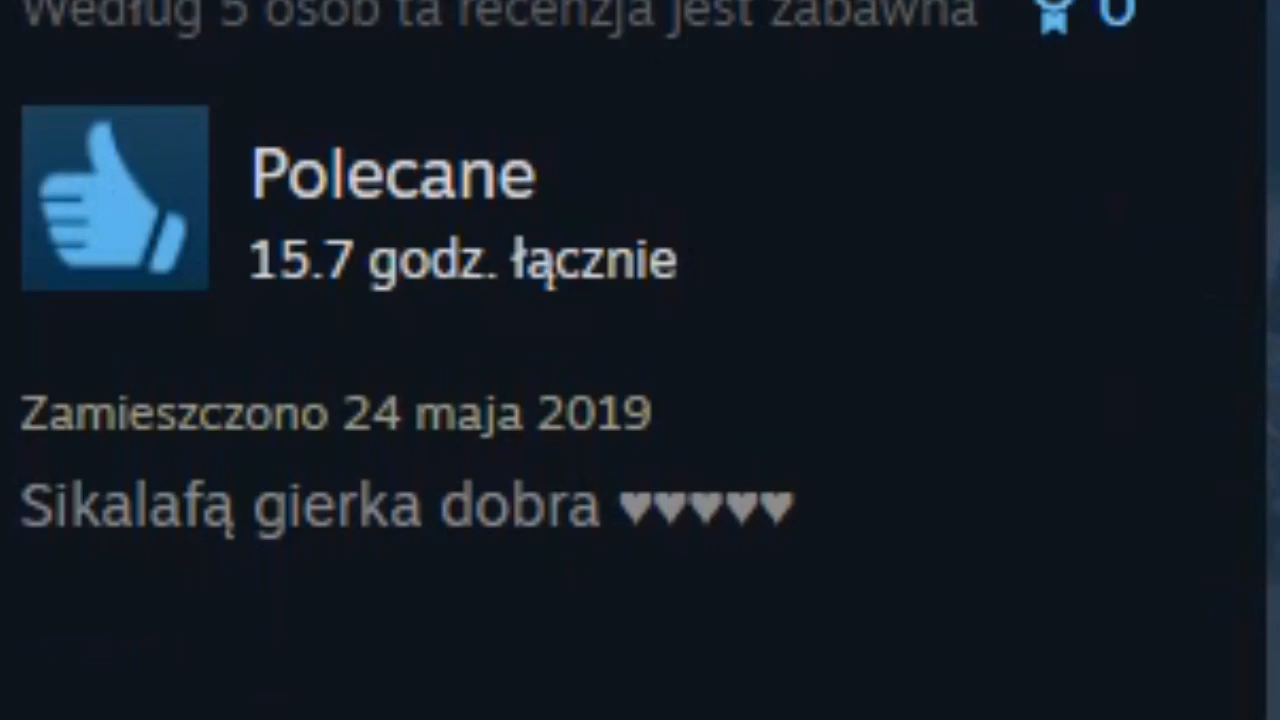 Według 5 osób ta recenzja jest zabawna 0
Polecane
15.7 godz. łącznie
Zamieszczono 24 maja 2019
Sikalafą gierka dobra ♥♥♥♥♥